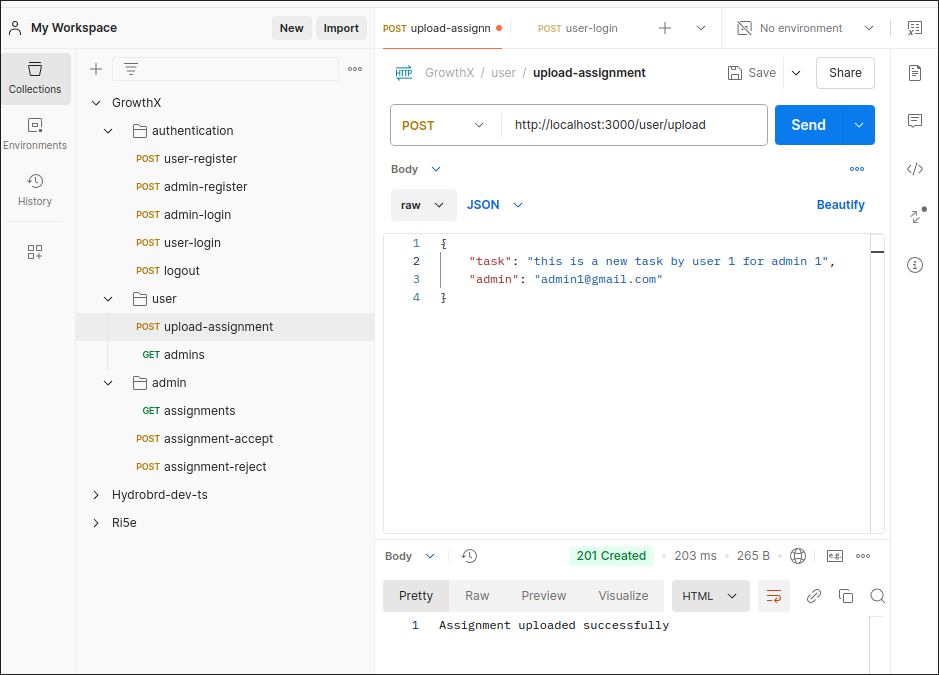 My Workspace
New
Import
POST upload-assignn
POST user-login
No environment
Collections
Environments
History
GrowthX
authentication
POST user-register
POST admin-register
POST admin-login
POST user-login
POST logout
user
POST upload-assignment
GET admins
admin
GET assignments
POST assignment-accept
POST assignment-reject
Hydrobrd-dev-ts
Ri5e
HTTP GrowthX / user / upload-assignment
Save
Share
POST
http://localhost:3000/user/upload
Send
Body
raw
JSON
Beautify
1 {
2 "task": "this is a new task by user 1 for admin 1",
3 "admin": "admin1@gmail.com"
4 }
Body
201 Created
203 ms
265 B
e.g.
Pretty
Raw
Preview
Visualize
HTML
1 Assignment uploaded successfully